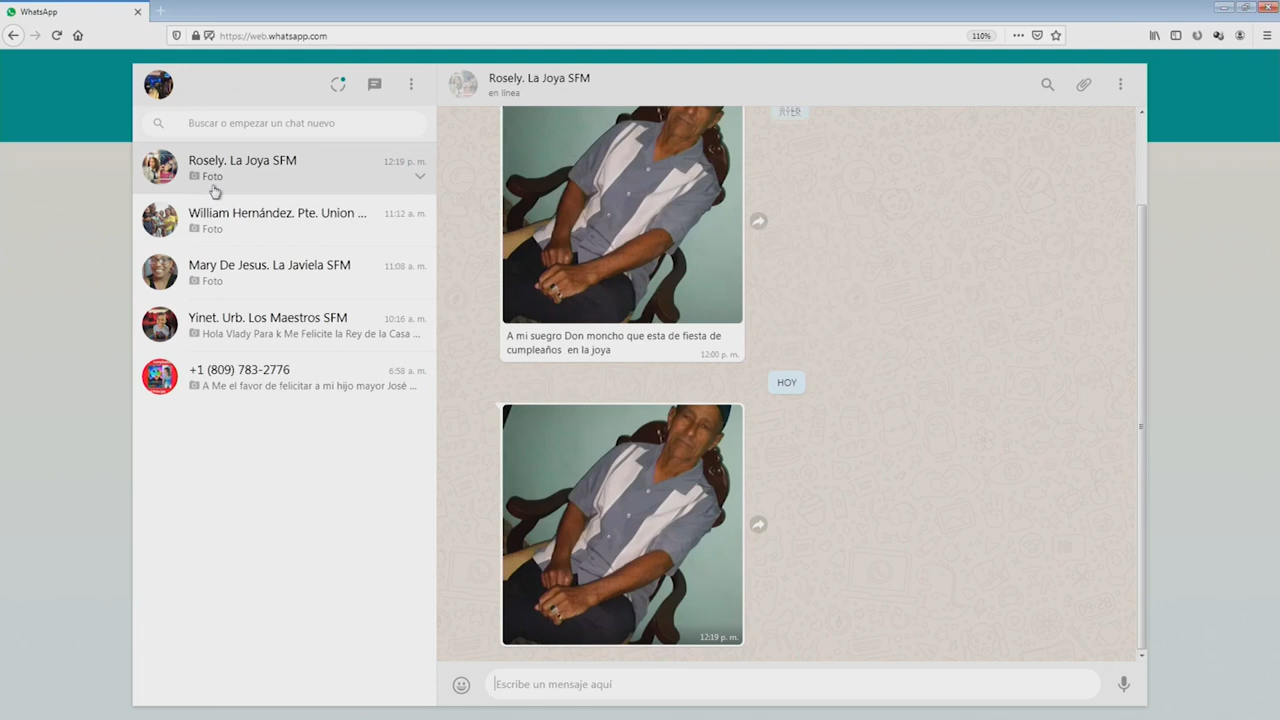 WhatsApp
https://web.whatsapp.com
110%
Rosely. La Joya SFM
en línea
Buscar o empezar un chat nuevo
Rosely. La Joya SFM
12:19 p. m.
Foto
William Hernández. Pte. Union ...
11:12 a. m.
Foto
Mary De Jesus. La Javiela SFM
11:08 a. m.
Foto
Yinet. Urb. Los Maestros SFM
10:16 a. m.
Hola Vlady Para k Me Felicite la Rey de la Casa ...
+1 (809) 783-2776
6:58 a. m.
A Me el favor de felicitar a mi hijo mayor José ...
AYER
A mi suegro Don moncho que esta de fiesta de
cumpleaños en la joya
12:00 p. m.
HOY
12:19 p. m.
Escribe un mensaje aquí